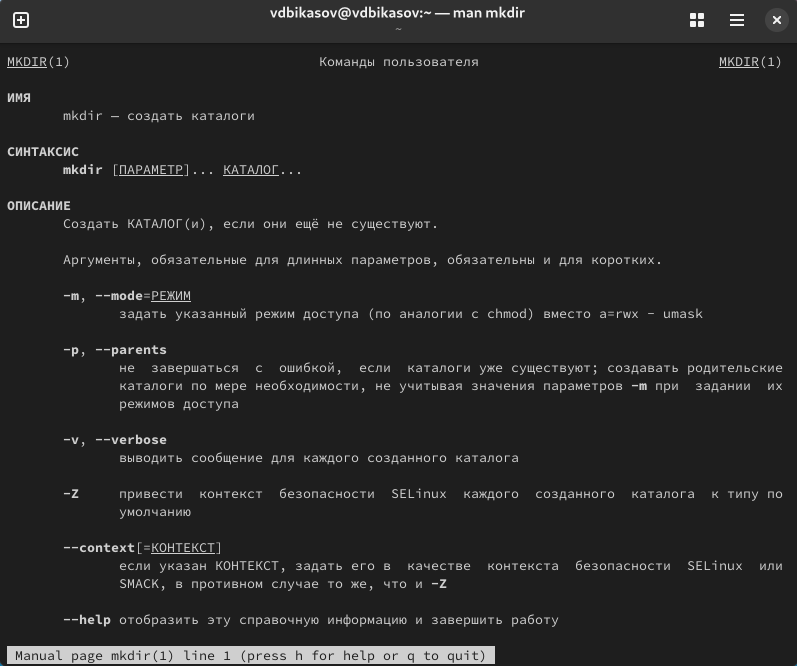 vdbikasov@vdbikasov:~ — man mkdir
~
MKDIR(1) Команды пользователя MKDIR(1)
ИМЯ
mkdir — создать каталоги
СИНТАКСИС
mkdir [ПАРАМЕТР]... КАТАЛОГ...
ОПИСАНИЕ
Создать КАТАЛОГ(и), если они ещё не существуют.
Аргументы, обязательные для длинных параметров, обязательны и для коротких.
-m, --mode=РЕЖИМ
задать указанный режим доступа (по аналогии с chmod) вместо a=rwx - umask
-p, --parents
не завершаться с ошибкой, если каталоги уже существуют; создавать родительские
каталоги по мере необходимости, не учитывая значения параметров -m при задании их
режимов доступа
-v, --verbose
выводить сообщение для каждого созданного каталога
-Z привести контекст безопасности SELinux каждого созданного каталога к типу по
умолчанию
--context[=КОНТЕКСТ]
если указан КОНТЕКСТ, задать его в качестве контекста безопасности SELinux или
SMACK, в противном случае то же, что и -Z
--help отобразить эту справочную информацию и завершить работу
Manual page mkdir(1) line 1 (press h for help or q to quit)